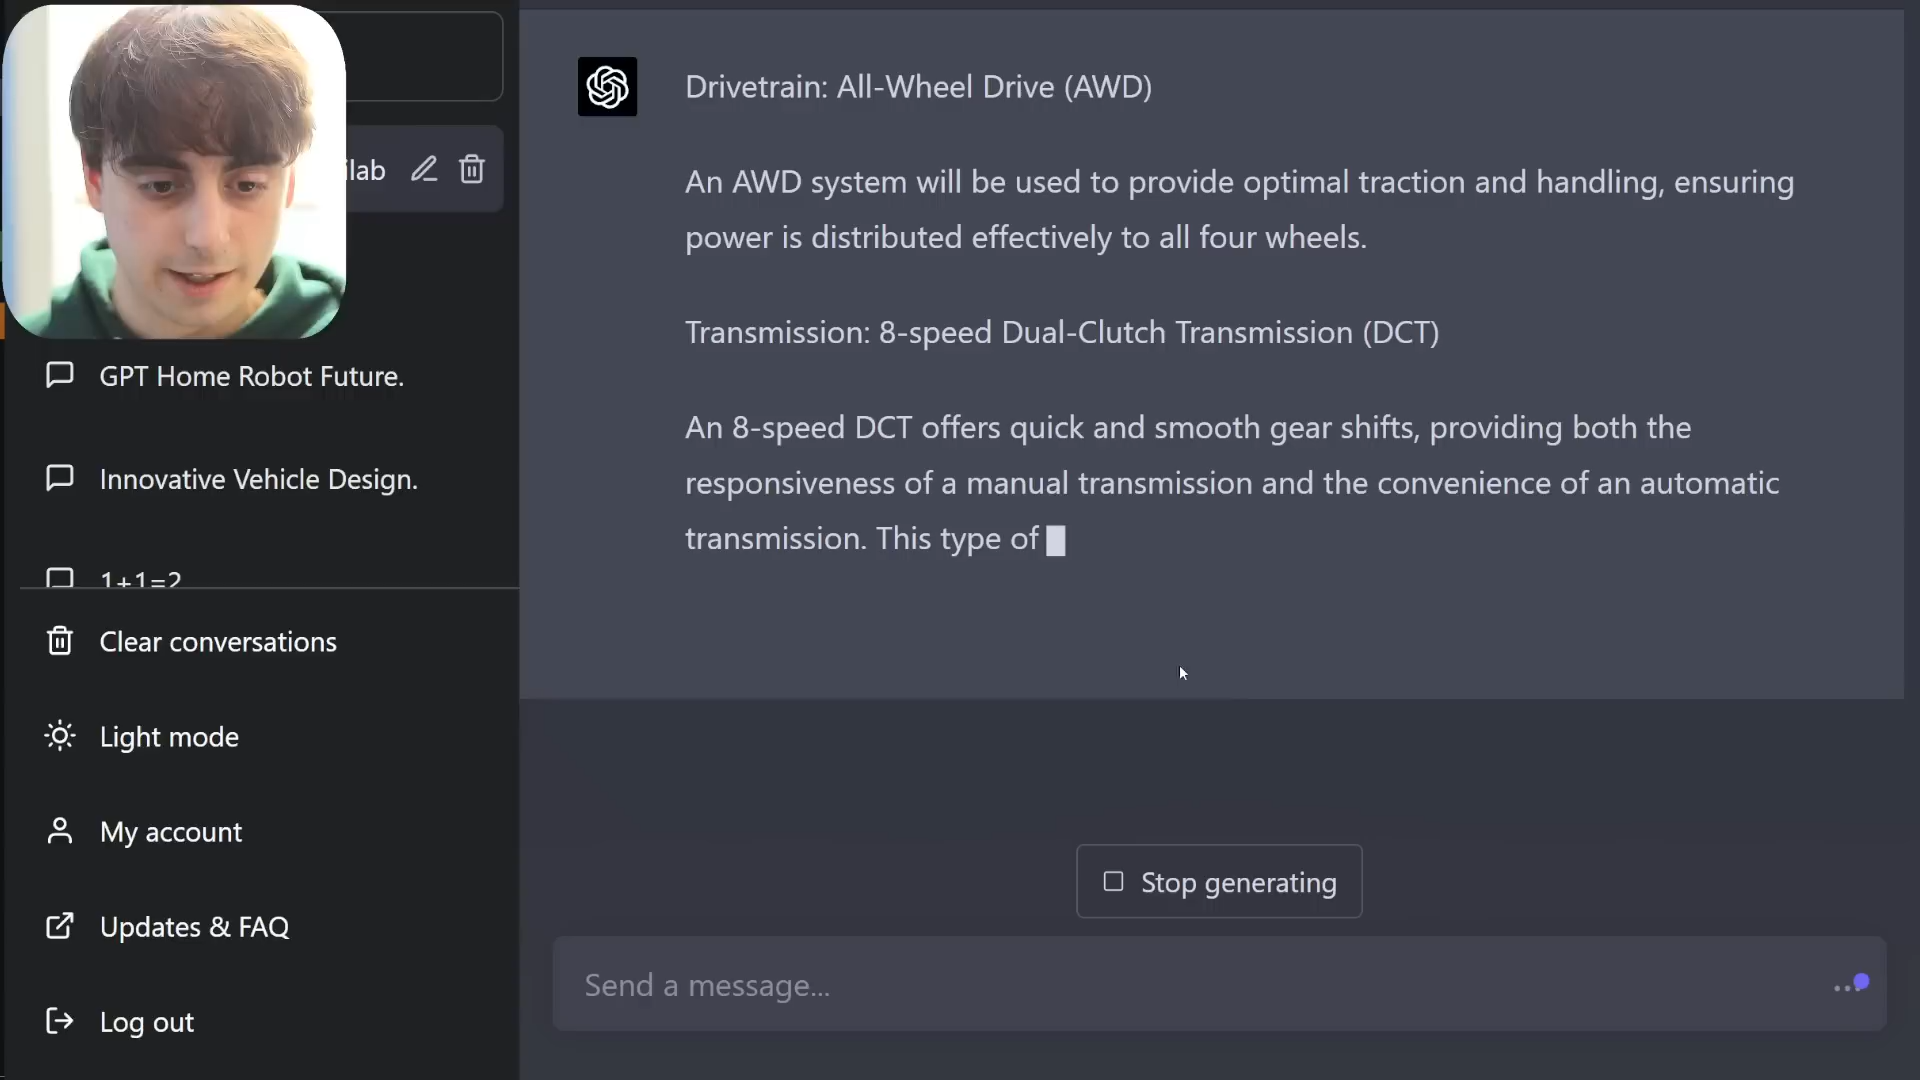 ilab
GPT Home Robot Future.
Innovative Vehicle Design.
1+1=2
Clear conversations
Light mode
My account
Updates & FAQ
Log out
Drivetrain: All-Wheel Drive (AWD)
An AWD system will be used to provide optimal traction and handling, ensuring
power is distributed effectively to all four wheels.
Transmission: 8-speed Dual-Clutch Transmission (DCT)
An 8-speed DCT offers quick and smooth gear shifts, providing both the
responsiveness of a manual transmission and the convenience of an automatic
transmission. This type of
Stop generating
Send a message...